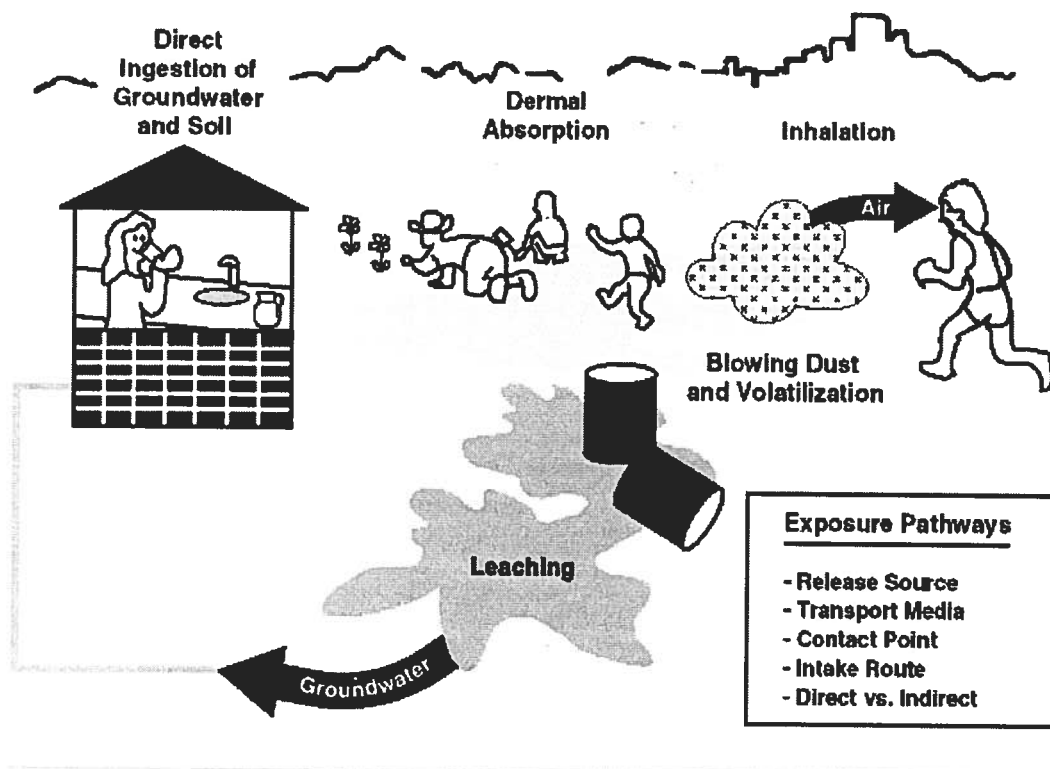 Direct
Ingestion of
Groundwater
and Soil
Dermal
Absorption
Inhalation
Air
Blowing Dust
and Volatilization
Leaching
Groundwater
Exposure Pathways
- Release Source
- Transport Media
- Contact Point
- Intake Route
- Direct vs. Indirect